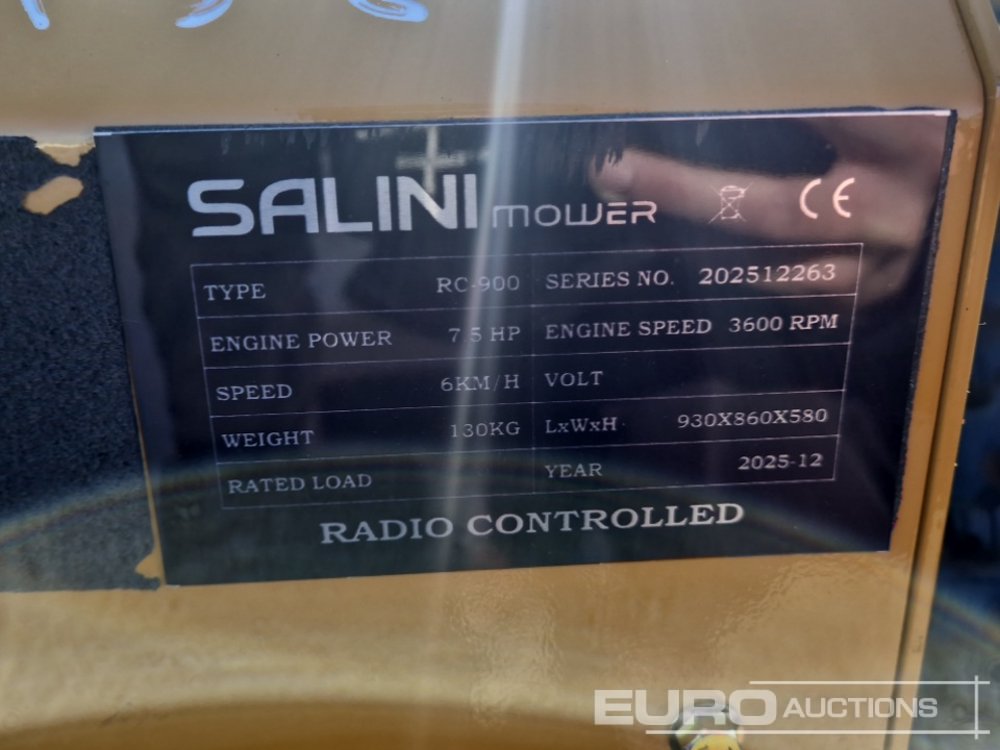 SALINI MOWER CE
TYPE RC-900 SERIES NO. 202512263
ENGINE POWER 7.5 HP ENGINE SPEED 3600 RPM
SPEED 6KM/H VOLT
WEIGHT 130KG LxWxH 930X860X580
RATED LOAD YEAR 2025-12
RADIO CONTROLLED
EURO AUCTIONS